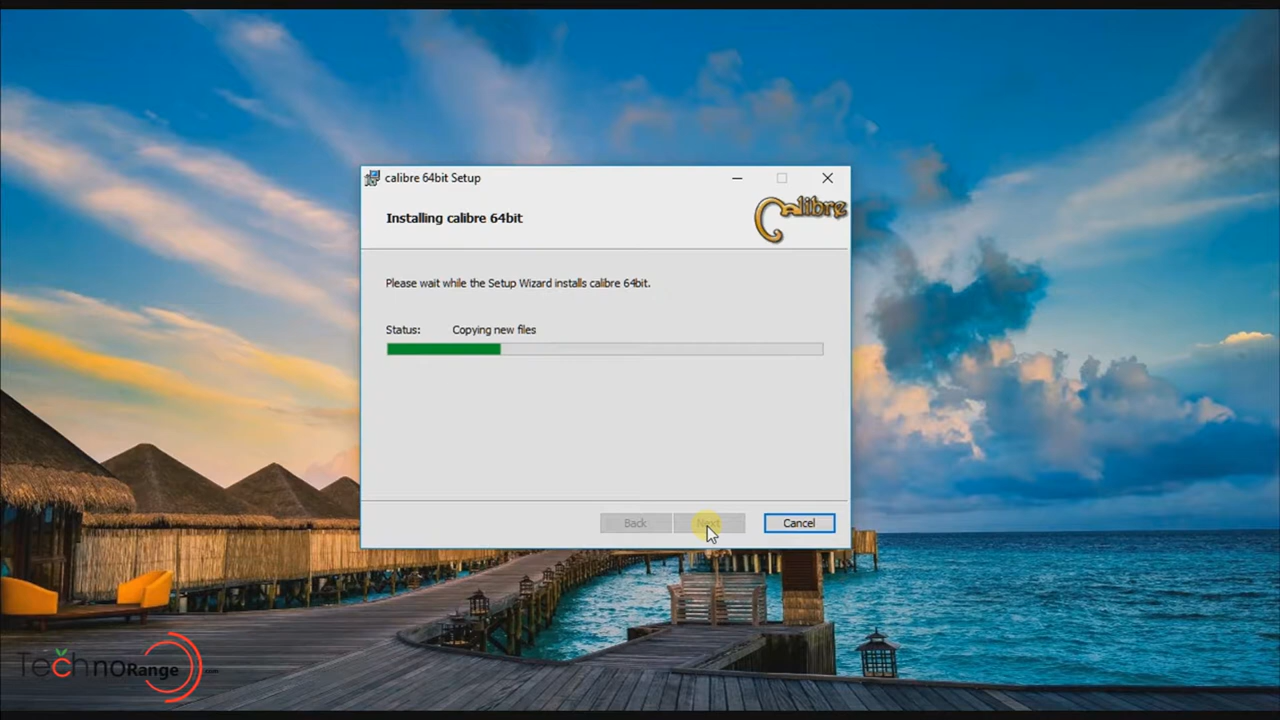 calibre 64bit Setup
Installing calibre 64bit
Calibre
Please wait while the Setup Wizard installs calibre 64bit.
Status: Copying new files
Back Next Cancel
TechnoRange